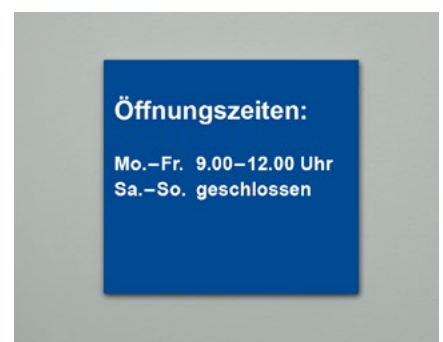 Öffnungszeiten:
Mo.–Fr. 9.00–12.00 Uhr
Sa.–So. geschlossen